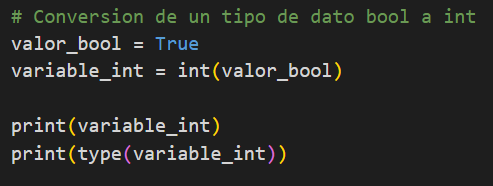 # Conversion de un tipo de dato bool a int
valor_bool = True
variable_int = int(valor_bool)
print(variable_int)
print(type(variable_int))